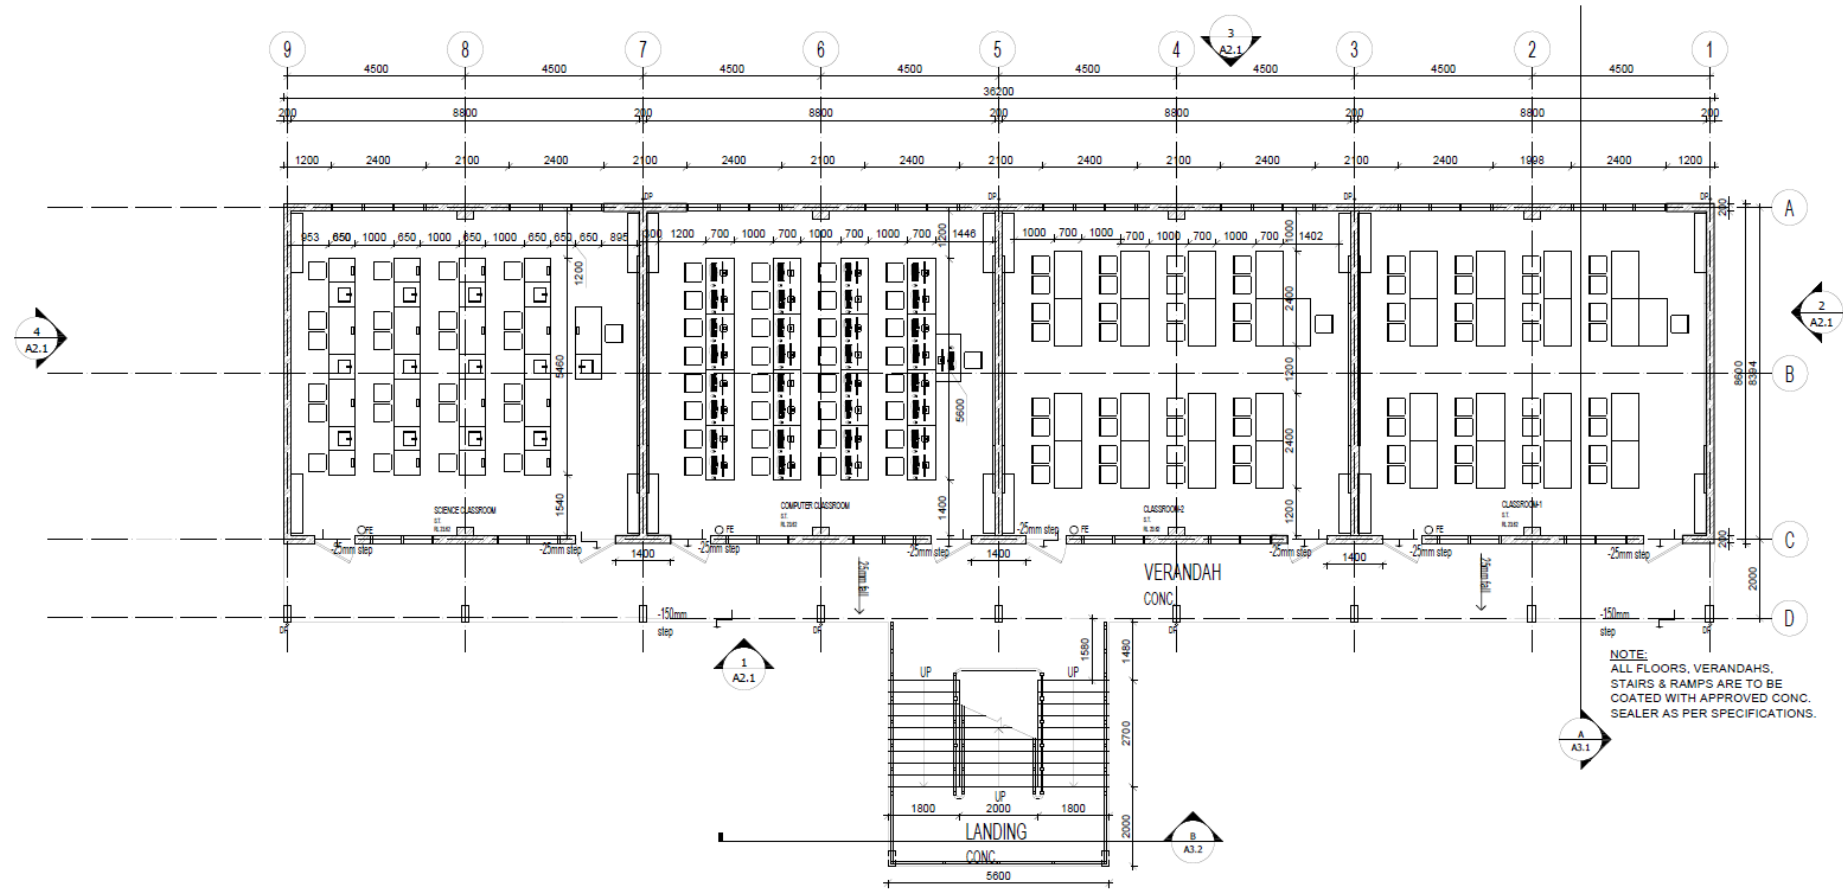 9 8 7 6 5 4 3 2 1
3
A2.1
4500 4500 4500 4500 4500 4500 4500 4500
36200
200 8800 200 8800 200 8800 200 8800 200
1200 2400 2100 2400 2100 2400 2100 2400 2100 2400 2100 2400 2100 2400 1998 2400 1200
DP DP DP
A
200
953 650 1000 650 1000 650 1000 650 650 650 895 300 1200 700 1000 700 1000 700 1000 700 1446
1000 700 1000 700 1000 700 1000 700 1402
1200
1200
1000
2400
4
A2.1
2
A2.1
5460
1200
B
8600
8394
5600
2400
1540
1400
1200
SCIENCE CLASSROOM
S.T.
COMPUTER CLASSROOM
S.T.
CLASSROOM-2
S.T.
CLASSROOM-1
S.T.
FE FE FE FE
-25mm step -25mm step -25mm step -25mm step -25mm step -25mm step -25mm step -25mm step
C
200
1400 1400 1400
25mm fall
25mm fall
VERANDAH
CONC.
2000
-150mm
step
-150mm
step
D
DP DP DP DP
1
A2.1
UP UP
1580
1480
NOTE:
ALL FLOORS, VERANDAHS,
STAIRS & RAMPS ARE TO BE
COATED WITH APPROVED CONC.
SEALER AS PER SPECIFICATIONS.
2700
A
A3.1
UP
1800 2000 1800
LANDING
CONC.
2000
B
A3.2
5600